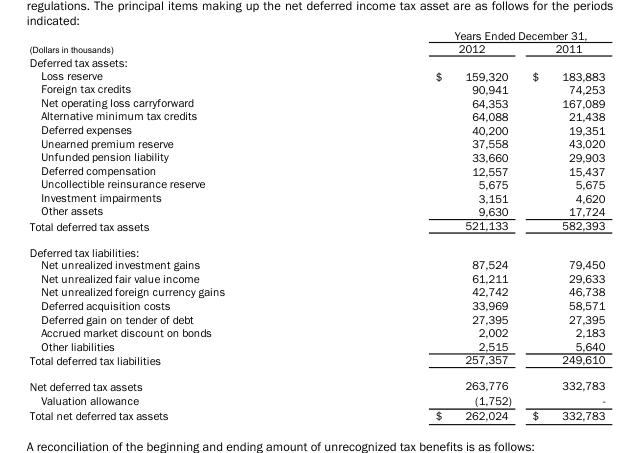 regulations. The principal items making up the net deferred income tax asset are as follows for the periods
indicated:
Years Ended December 31,
(Dollars in thousands) 2012 2011
Deferred tax assets:
Loss reserve $ 159,320 $ 183,883
Foreign tax credits 90,941 74,253
Net operating loss carryforward 64,353 167,089
Alternative minimum tax credits 64,088 21,438
Deferred expenses 40,200 19,351
Unearned premium reserve 37,558 43,020
Unfunded pension liability 33,660 29,903
Deferred compensation 12,557 15,437
Uncollectible reinsurance reserve 5,675 5,675
Investment impairments 3,151 4,620
Other assets 9,630 17,724
Total deferred tax assets 521,133 582,393
Deferred tax liabilities:
Net unrealized investment gains 87,524 79,450
Net unrealized fair value income 61,211 29,633
Net unrealized foreign currency gains 42,742 46,738
Deferred acquisition costs 33,969 58,571
Deferred gain on tender of debt 27,395 27,395
Accrued market discount on bonds 2,002 2,183
Other liabilities 2,515 5,640
Total deferred tax liabilities 257,357 249,610
Net deferred tax assets 263,776 332,783
Valuation allowance (1,752) -
Total net deferred tax assets $ 262,024 $ 332,783
A reconciliation of the beginning and ending amount of unrecognized tax benefits is as follows: